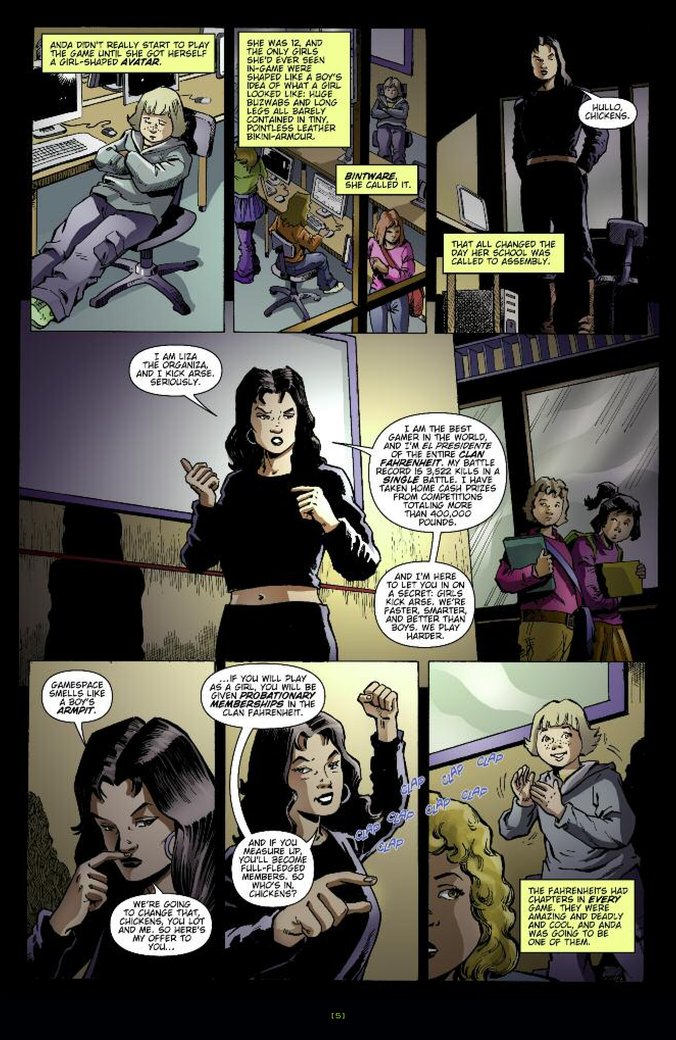 ANDA DIDN'T REALLY START TO PLAY
THE GAME UNTIL SHE GOT HERSELF
A GIRL-SHAPED AVATAR.
SHE WAS 12, AND
THE ONLY GIRLS
SHE'D EVER SEEN
IN-GAME WERE
SHAPED LIKE A BOY'S
IDEA OF WHAT A GIRL
LOOKED LIKE: HUGE
BUZWABS AND LONG
LEGS ALL BARELY
CONTAINED IN TINY,
POINTLESS LEATHER
BIKINI-ARMOUR.
BINTWARE,
SHE CALLED IT.
HULLO,
CHICKENS.
THAT ALL CHANGED THE
DAY HER SCHOOL WAS
CALLED TO ASSEMBLY.
I AM LIZA
THE ORGANIZA,
AND I KICK ARSE.
SERIOUSLY.
I AM THE BEST
GAMER IN THE WORLD,
AND I'M EL PRESIDENTE
OF THE ENTIRE CLAN
FAHRENHEIT. MY BATTLE
RECORD IS 3,522 KILLS IN A
SINGLE BATTLE. I HAVE
TAKEN HOME CASH PRIZES
FROM COMPETITIONS
TOTALING MORE
THAN 400,000
POUNDS.
AND I'M HERE
TO LET YOU IN ON
A SECRET: GIRLS
KICK ARSE. WE'RE
FASTER, SMARTER,
AND BETTER THAN
BOYS. WE PLAY
HARDER.
GAMESPACE
SMELLS LIKE
A BOY'S
ARMPIT.
WE'RE GOING
TO CHANGE THAT,
CHICKENS, YOU LOT
AND ME. SO HERE'S
MY OFFER TO
YOU...
...IF YOU WILL PLAY
AS A GIRL, YOU WILL BE
GIVEN PROBATIONARY
MEMBERSHIPS IN THE
CLAN FAHRENHEIT.
AND IF YOU
MEASURE UP,
YOU'LL BECOME
FULL-FLEDGED
MEMBERS. SO
WHO'S IN,
CHICKENS?
CLAP
CLAP
CLAP
CLAP
CLAP
CLAP
CLAP
CLAP
THE FAHRENHEITS HAD
CHAPTERS IN EVERY
GAME. THEY WERE
AMAZING AND DEADLY
AND COOL, AND ANDA
WAS GOING TO BE
ONE OF THEM.
[5]